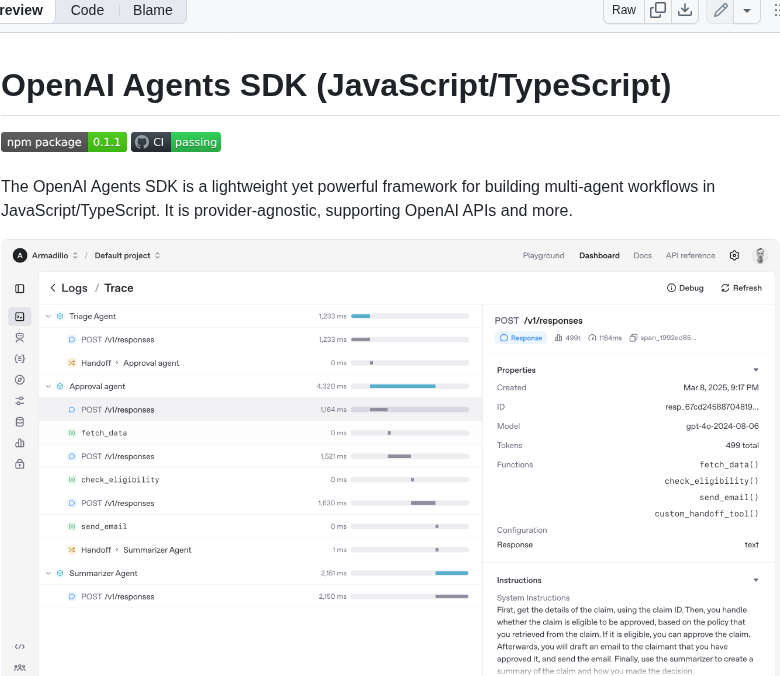 review Code Blame Raw
OpenAI Agents SDK (JavaScript/TypeScript)
npm package 0.1.1 CI passing
The OpenAI Agents SDK is a lightweight yet powerful framework for building multi-agent workflows in
JavaScript/TypeScript. It is provider-agnostic, supporting OpenAI APIs and more.
A Armadillo / Default project Playground Dashboard Docs API reference
Logs / Trace Debug Refresh
Triage Agent 1,233 ms
POST /v1/responses 1,233 ms
Handoff > Approval agent 0 ms
Approval agent 4,320 ms
POST /v1/responses 1,164 ms
fetch_data 0 ms
POST /v1/responses 1,521 ms
check_eligibility 0 ms
POST /v1/responses 1,630 ms
send_email 0 ms
Handoff > Summarizer Agent 1 ms
Summarizer Agent 2,151 ms
POST /v1/responses 2,150 ms
POST /v1/responses
Response 499t 1164ms span_1992ed85...
Properties
Created Mar 8, 2025, 9:17 PM
ID resp_67cd24588704819...
Model gpt-4o-2024-08-06
Tokens 499 total
Functions fetch_data()
check_eligibility()
send_email()
custom_handoff_tool()
Configuration
Response text
Instructions
System Instructions
First, get the details of the claim, using the claim ID. Then, you handle
whether the claim is eligible to be approved, based on the policy that
you retrieved from the claim. If it is eligible, you can approve the claim.
Afterwards, you will draft an email to the claimant that you have
approved it, and send the email. Finally, use the summarizer to create a
summary of the claim and how you made the decision.